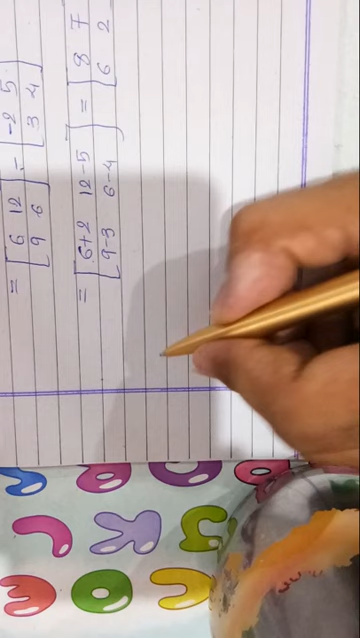 = [6 12 - [-2 5
9 6] 3 4]
= [6+2 12-5 = [8 7
9-3 6-4] 6 2